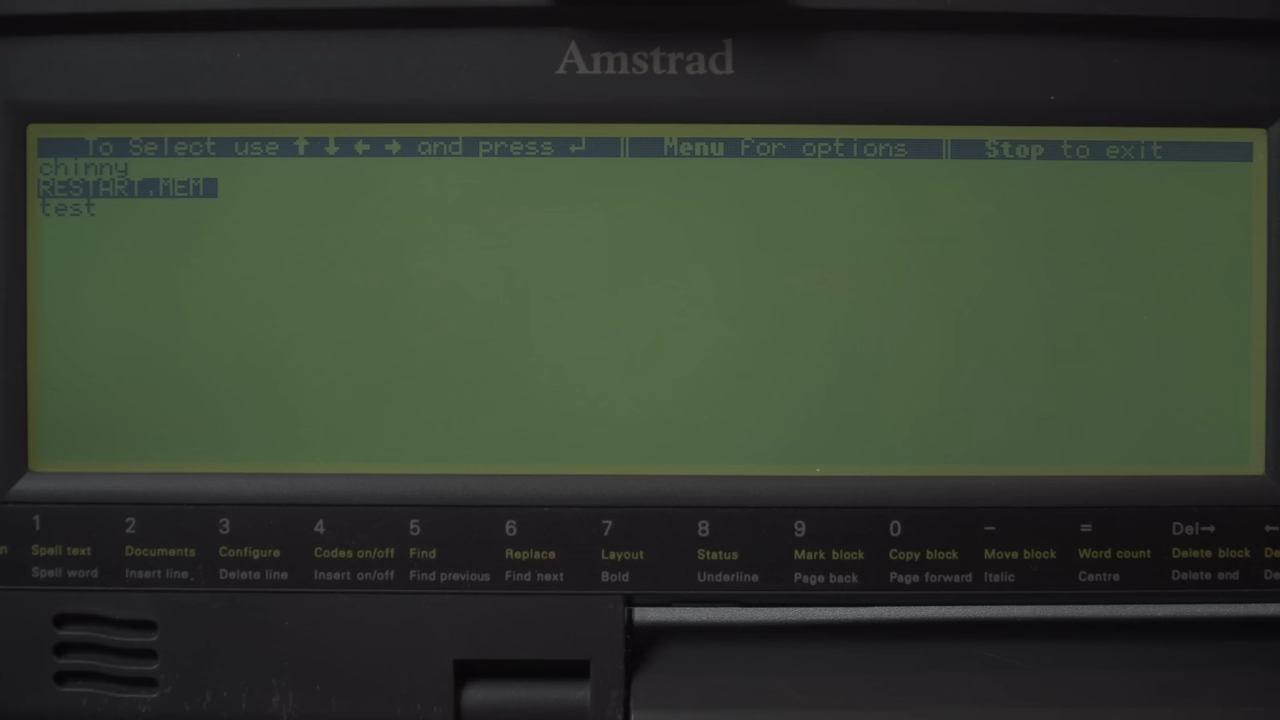 Amstrad
To Select use ↑ ↓ ← → and press ↵ ‖ Menu for options ‖ Stop to exit
chinny
RESTART.MEM
test
1 2 3 4 5 6 7 8 9 0 − = Del→ ←
Spell text Documents Configure Codes on/off Find Replace Layout Status Mark block Copy block Move block Word count Delete block
Spell word Insert line Delete line Insert on/off Find previous Find next Bold Underline Page back Page forward Italic Centre Delete end